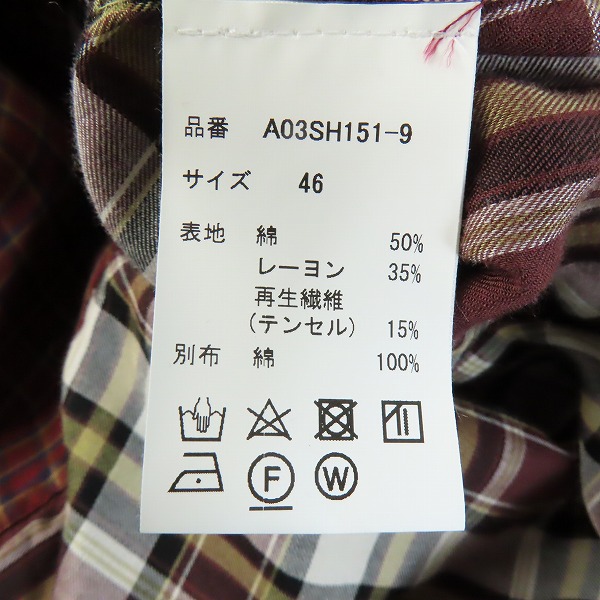 品番 A03SH151-9
サイズ 46
表地 綿 50%
レーヨン 35%
再生繊維
(テンセル) 15%
別布 綿 100%
F W